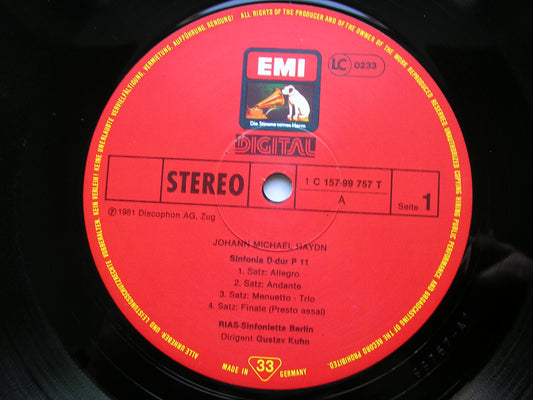 ALL RIGHTS OF THE PRODUCER AND OF THE OWNER OF THE WORK REPRODUCED RESERVED. UNAUTHORIZED COPYING HIRING PUBLIC PERFORMANCE AND BROADCASTING OF THE RECORD PROHIBITED.
ALLE URHEBER- UND LEISTUNGSSCHUTZRECHTE VORBEHALTEN. KEIN VERLEIH! KEINE UNERLAUBTE VERVIELFÄLTIGUNG, VERMIETUNG, AUFFÜHRUNG, SENDUNG!
EMI
LC 0233
Die Stimme seines Herrn
DIGITAL
STEREO
1 C 157-99 757 T
A
Seite 1
℗ 1981 Discophon AG, Zug
JOHANN MICHAEL HAYDN
Sinfonia D-dur P 11
1. Satz: Allegro
2. Satz: Andante
3. Satz: Menuetto - Trio
4. Satz: Finale (Presto assai)
RIAS-Sinfonietta Berlin
Dirigent Gustav Kuhn
MADE IN 33 GERMANY